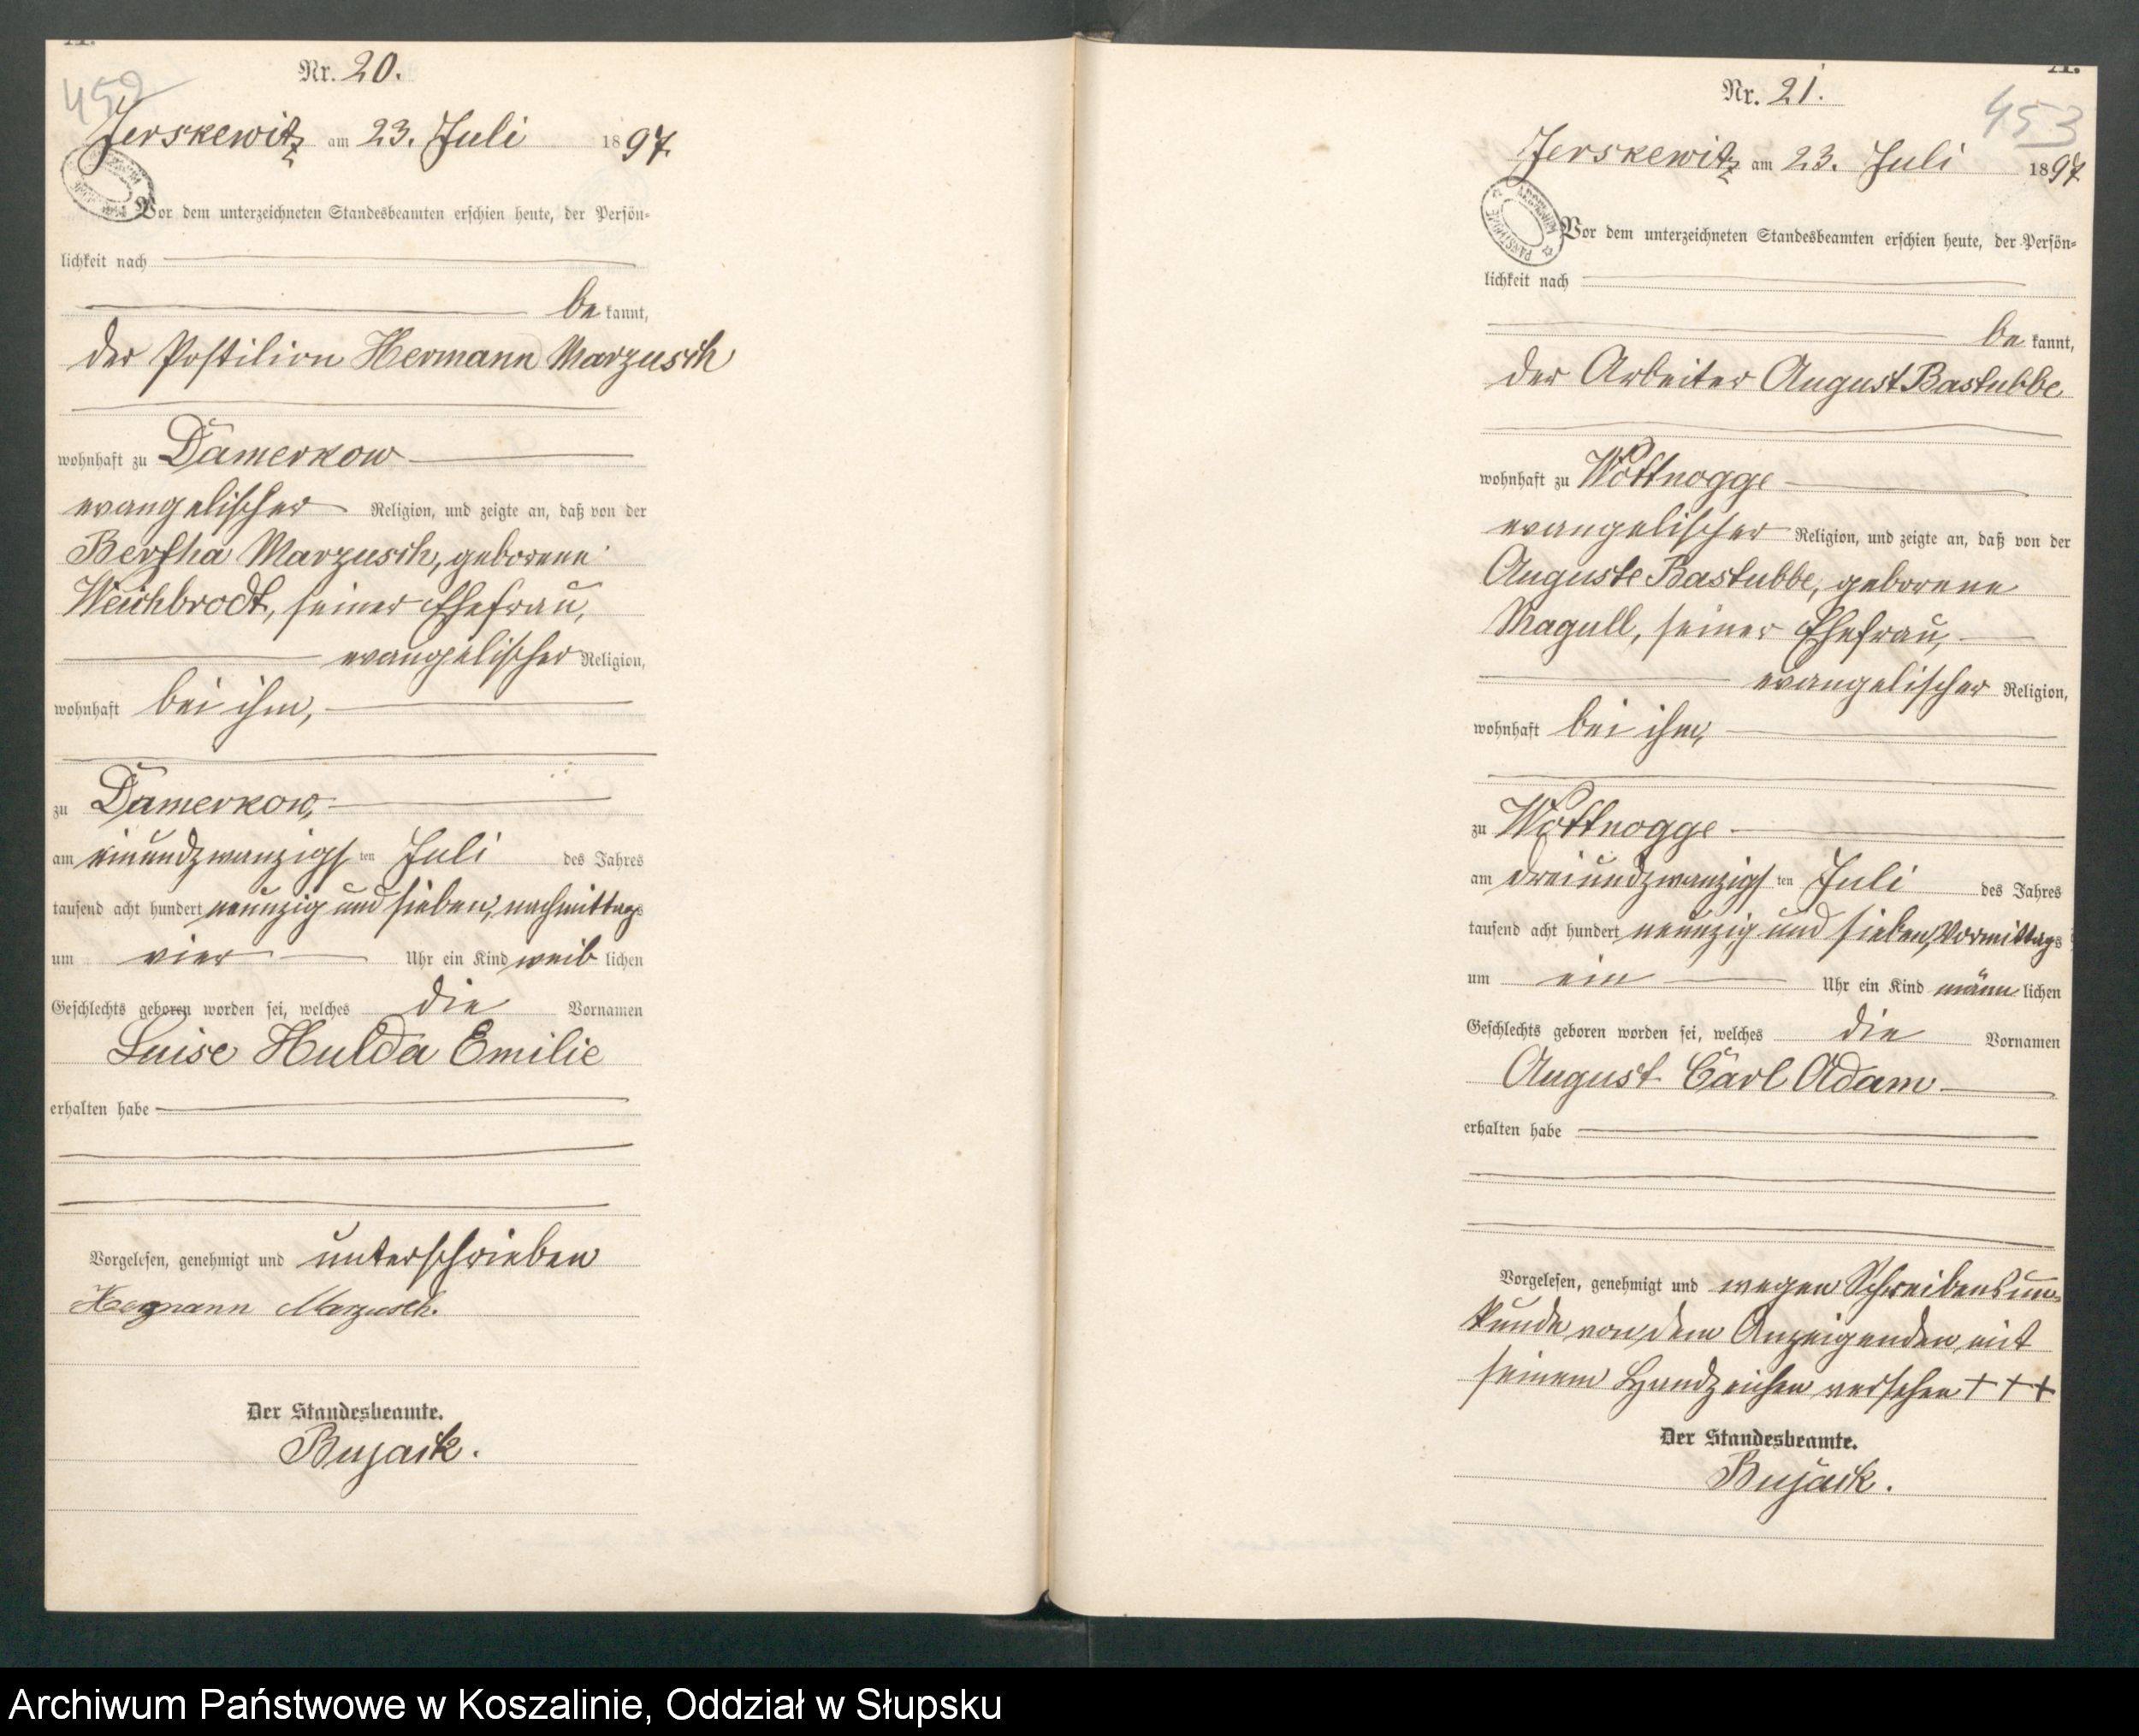 A.
452
Nr. 20.
Jerskewitz am 23. Juli 1897.
Vor dem unterzeichneten Standesbeamten erschien heute, der Persön-
lichkeit nach
be kannt,
der Postilion Hermann Marzusch
wohnhaft zu Damerkow
evangelischer Religion, und zeigte an, daß von der
Bertha Marzusch, geborene
Weichbrodt, seiner Ehefrau,
evangelischer Religion,
wohnhaft bei ihm,
zu Damerkow,
am einundzwanzigsten Juli des Jahres
tausend acht hundert neunzig und sieben, nachmittags
um vier Uhr ein Kind weiblichen
Geschlechts geboren worden sei, welches die Vornamen
Luise Hulda Emilie
erhalten habe
Vorgelesen, genehmigt und unterschrieben
Hermann Marzusch.
Der Standesbeamte.
Bujack.
A.
453
Nr. 21.
Jerskewitz am 23. Juli 1897
ARCHIWUM PAŃSTWOWE
Vor dem unterzeichneten Standesbeamten erschien heute, der Persön-
lichkeit nach
be kannt,
der Arbeiter August Bastubbe
wohnhaft zu Wottnogge
evangelischer Religion, und zeigte an, daß von der
Auguste Bastubbe, geborene
Magull, seiner Ehefrau,
evangelischer Religion,
wohnhaft bei ihm,
zu Wottnogge
am dreiundzwanzigsten Juli des Jahres
tausend acht hundert neunzig und sieben, Vormittags
um ein Uhr ein Kind männlichen
Geschlechts geboren worden sei, welches die Vornamen
August Carl Adam
erhalten habe
Vorgelesen, genehmigt und wegen Schreibensun-
kunde von dem Anzeigenden mit
seinem Handzeichen versehen + + +
Der Standesbeamte.
Bujack.
Archiwum Państwowe w Koszalinie, Oddział w Słupsku